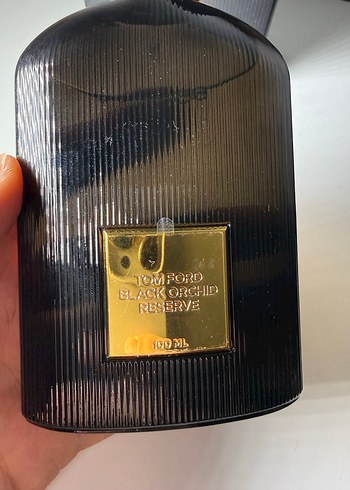 TOM FORD
BLACK ORCHID
RESERVE
100 ML